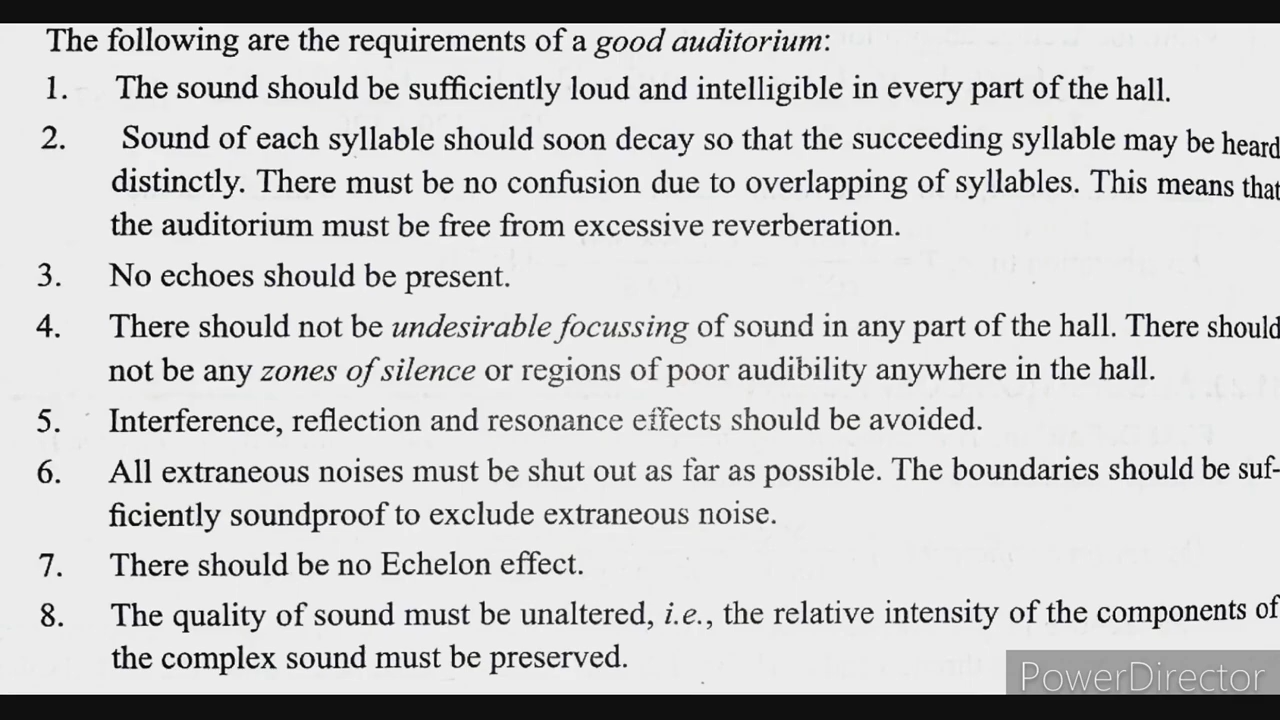 The following are the requirements of a good auditorium:
1. The sound should be sufficiently loud and intelligible in every part of the hall.
2. Sound of each syllable should soon decay so that the succeeding syllable may be heard
distinctly. There must be no confusion due to overlapping of syllables. This means that
the auditorium must be free from excessive reverberation.
3. No echoes should be present.
4. There should not be undesirable focussing of sound in any part of the hall. There should
not be any zones of silence or regions of poor audibility anywhere in the hall.
5. Interference, reflection and resonance effects should be avoided.
6. All extraneous noises must be shut out as far as possible. The boundaries should be suf-
ficiently soundproof to exclude extraneous noise.
7. There should be no Echelon effect.
8. The quality of sound must be unaltered, i.e., the relative intensity of the components of
the complex sound must be preserved.
PowerDirector